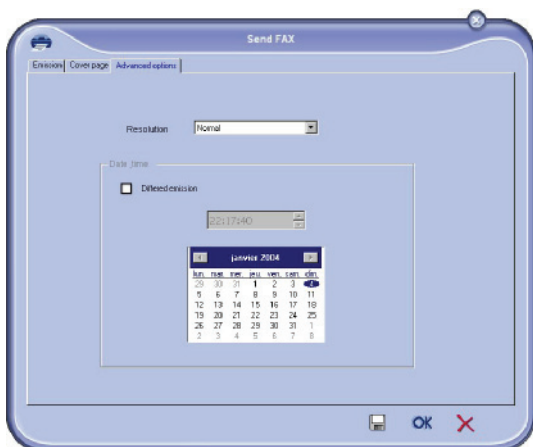 Send FAX
Emission Cover page Advanced options
Resolution Normal
Date ,time
Differed emission
22:17:40
janvier 2004
lun. mar. mer. jeu. ven. sam. dim.
29 30 31 1 2 3 4
5 6 7 8 9 10 11
12 13 14 15 16 17 18
19 20 21 22 23 24 25
26 27 28 29 30 31 1
2 3 4 5 6 7 8
OK